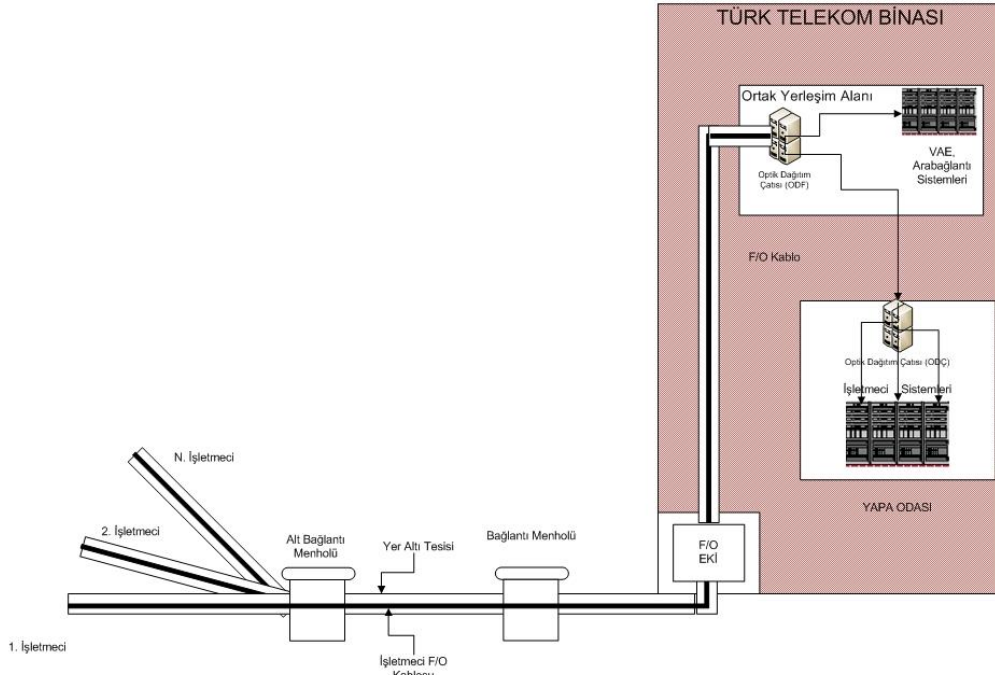 TÜRK TELEKOM BİNASI
Ortak Yerleşim Alanı
VAE,
Arabağlantı
Sistemleri
Optik Dağıtım
Çatısı (ODF)
F/O Kablo
Optik Dağıtım Çatısı (ODÇ)
İşletmeci Sistemleri
YAPA ODASI
F/O
EKİ
N. İşletmeci
2. İşletmeci
Alt Bağlantı
Menholü
Yer Altı Tesisi
Bağlantı Menholü
1. İşletmeci
İşletmeci F/O
Kablosu